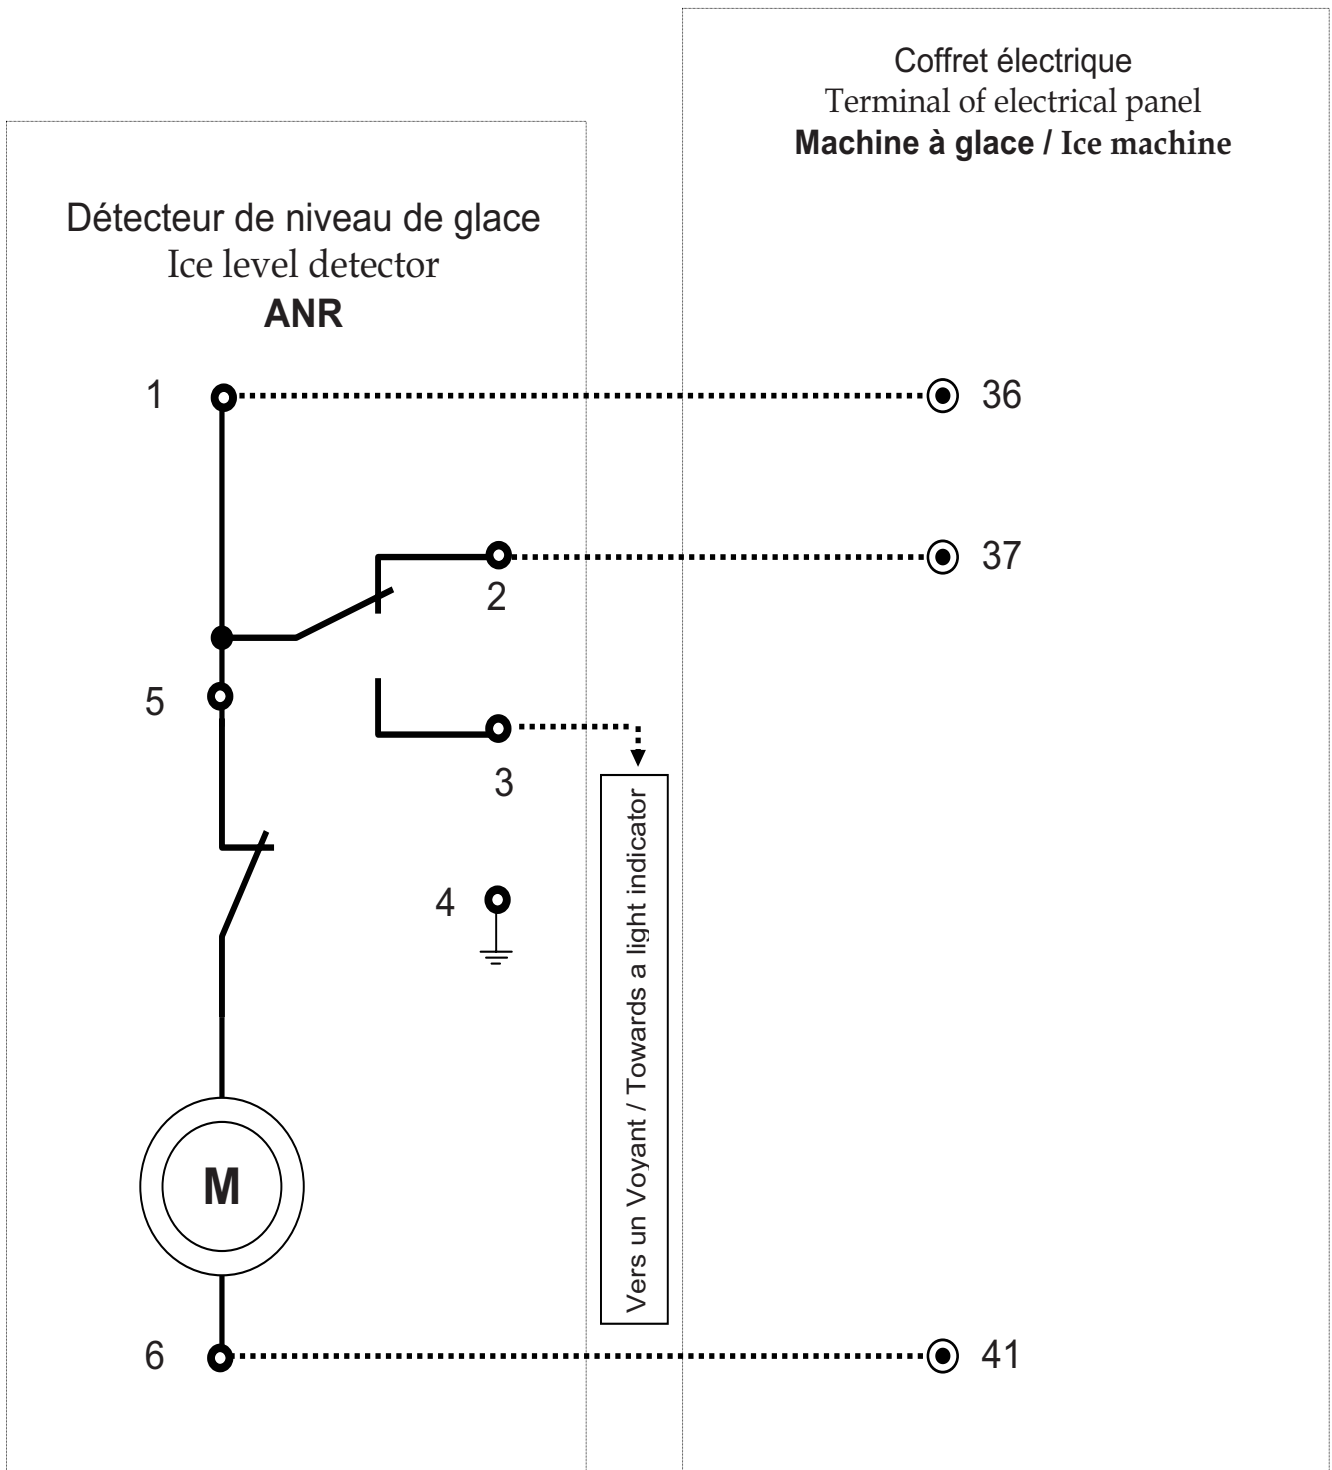 Coffret électrique
Terminal of electrical panel
Machine à glace / Ice machine
Détecteur de niveau de glace
Ice level detector
ANR
1
36
2
37
5
3
4
Vers un Voyant / Towards a light indicator
M
6
41